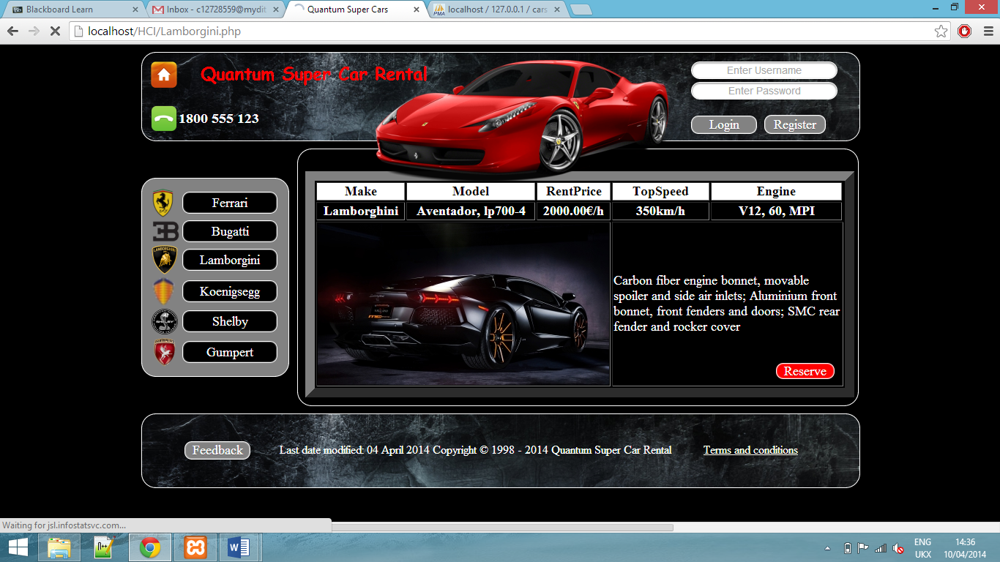 Blackboard Learn
Inbox - c12728559@mydit
Quantum Super Cars
localhost / 127.0.0.1 / cars
localhost/HCI/Lamborgini.php
Quantum Super Car Rental
1800 555 123
Enter Username
Enter Password
Login Register
Ferrari
Bugatti
Lamborgini
Koenigsegg
Shelby
Gumpert
Make Model RentPrice TopSpeed Engine
Lamborghini Aventador, lp700-4 2000.00€/h 350km/h V12, 60, MPI
Carbon fiber engine bonnet, movable
spoiler and side air inlets; Aluminium front
bonnet, front fenders and doors; SMC rear
fender and rocker cover
Reserve
Feedback
Last date modified: 04 April 2014 Copyright © 1998 - 2014 Quantum Super Car Rental
Terms and conditions
Waiting for jsl.infostatsvc.com...
ENG 14:36
UKX 10/04/2014